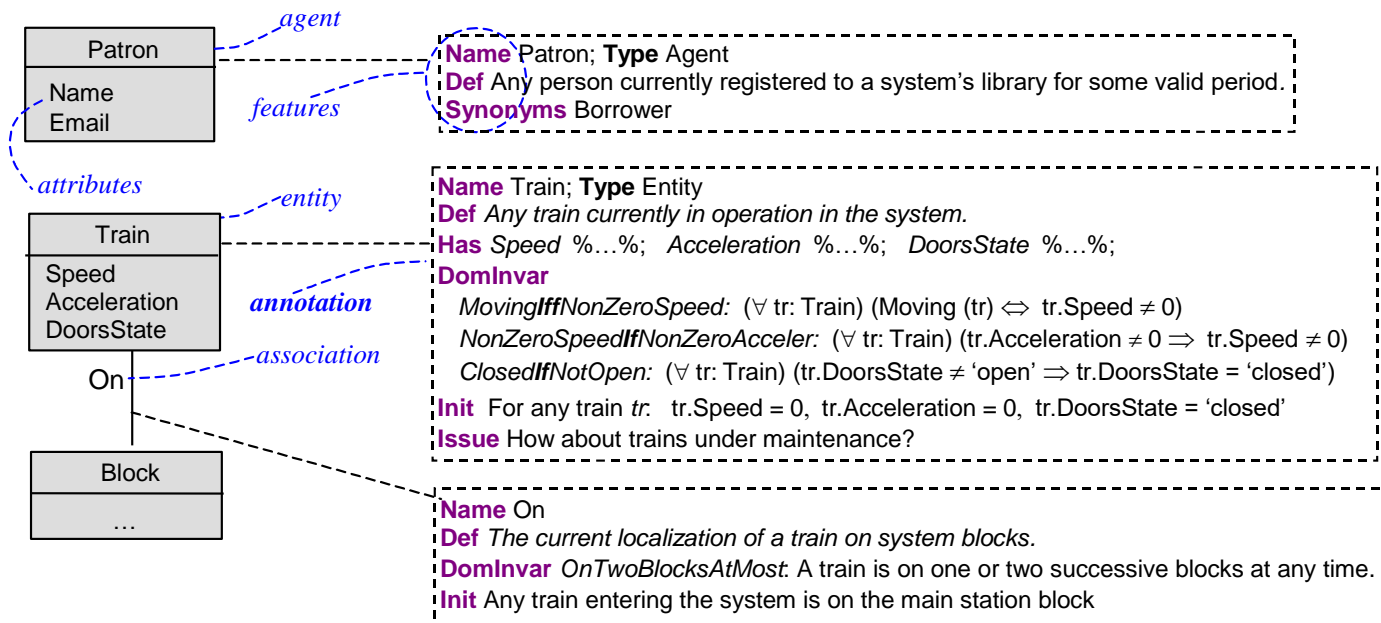 agent
Patron
Name
Email
features
attributes
Name Patron; Type Agent
Def Any person currently registered to a system’s library for some valid period.
Synonyms Borrower
entity
Train
Speed
Acceleration
DoorsState
annotation
association
On
Block
…
Name Train; Type Entity
Def Any train currently in operation in the system.
Has Speed %…%; Acceleration %…%; DoorsState %…%;
DomInvar
MovingIffNonZeroSpeed: (∀ tr: Train) (Moving (tr) ⇔ tr.Speed ≠ 0)
NonZeroSpeedIfNonZeroAcceler: (∀ tr: Train) (tr.Acceleration ≠ 0 ⇒ tr.Speed ≠ 0)
ClosedIfNotOpen: (∀ tr: Train) (tr.DoorsState ≠ ‘open’ ⇒ tr.DoorsState = ‘closed’)
Init For any train tr: tr.Speed = 0, tr.Acceleration = 0, tr.DoorsState = ‘closed’
Issue How about trains under maintenance?
Name On
Def The current localization of a train on system blocks.
DomInvar OnTwoBlocksAtMost: A train is on one or two successive blocks at any time.
Init Any train entering the system is on the main station block